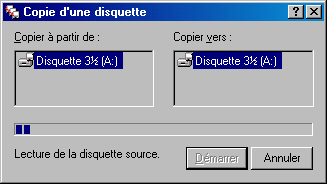 Copie d'une disquette
Copier à partir de :
Copier vers :
Disquette 3½ (A:)
Disquette 3½ (A:)
Lecture de la disquette source.
Démarrer
Annuler